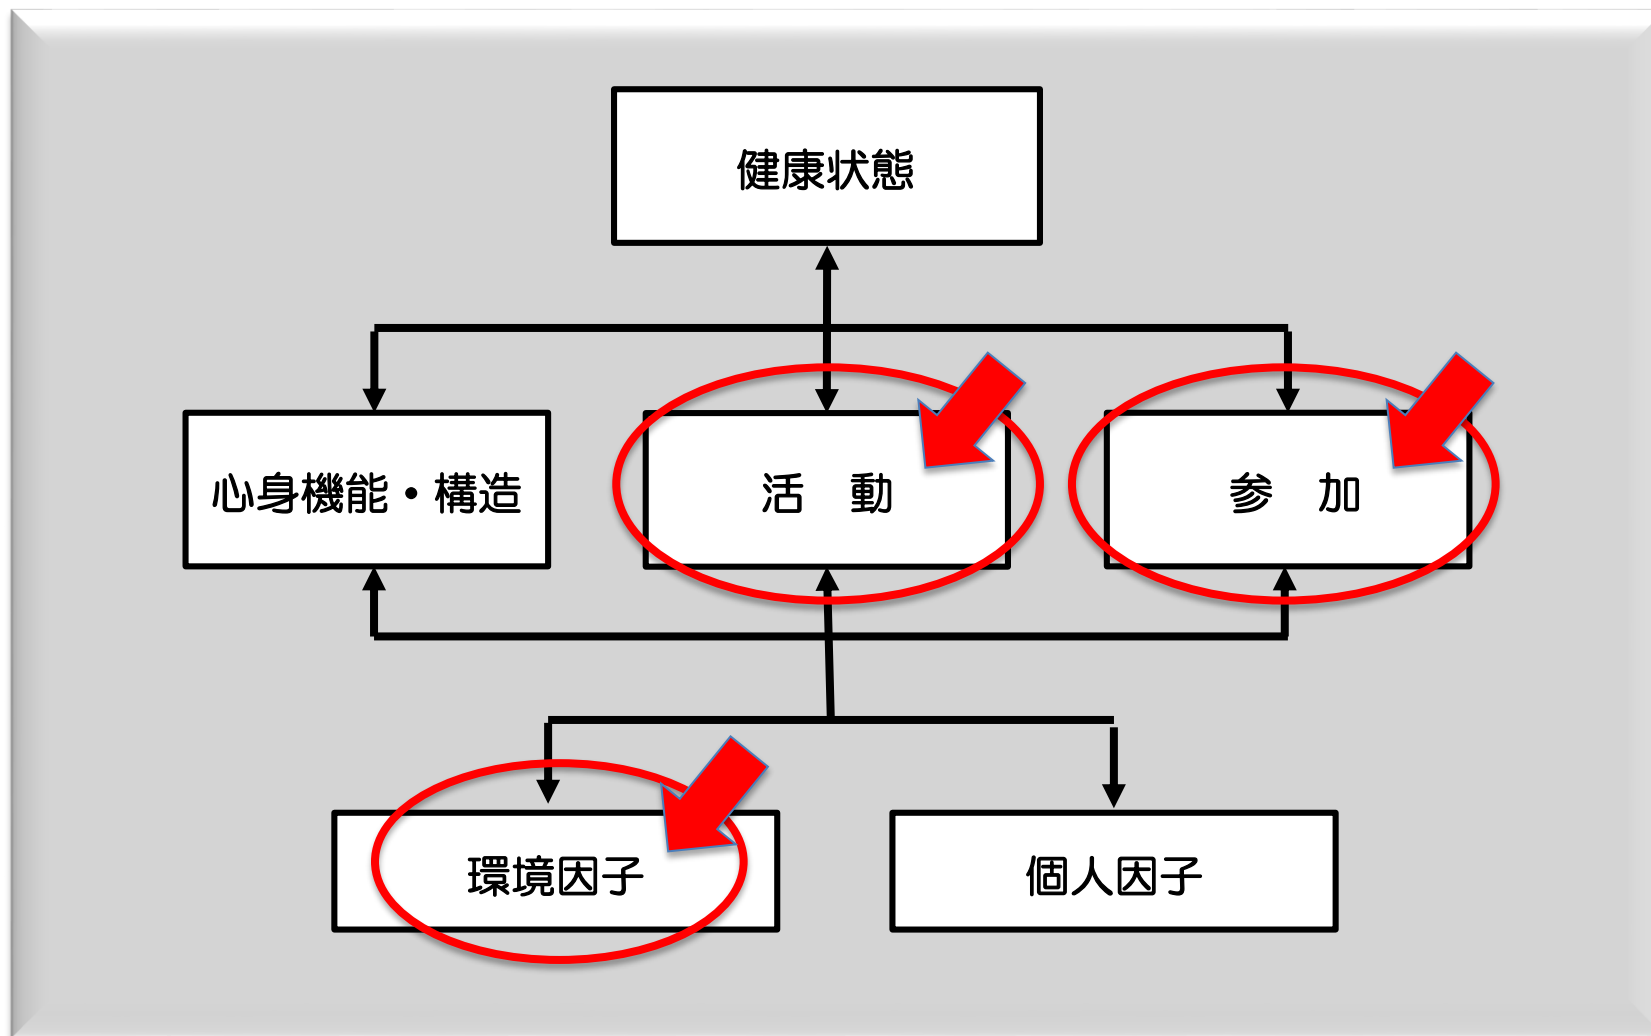 健康状態
心身機能・構造
活　動
参　加
環境因子
個人因子